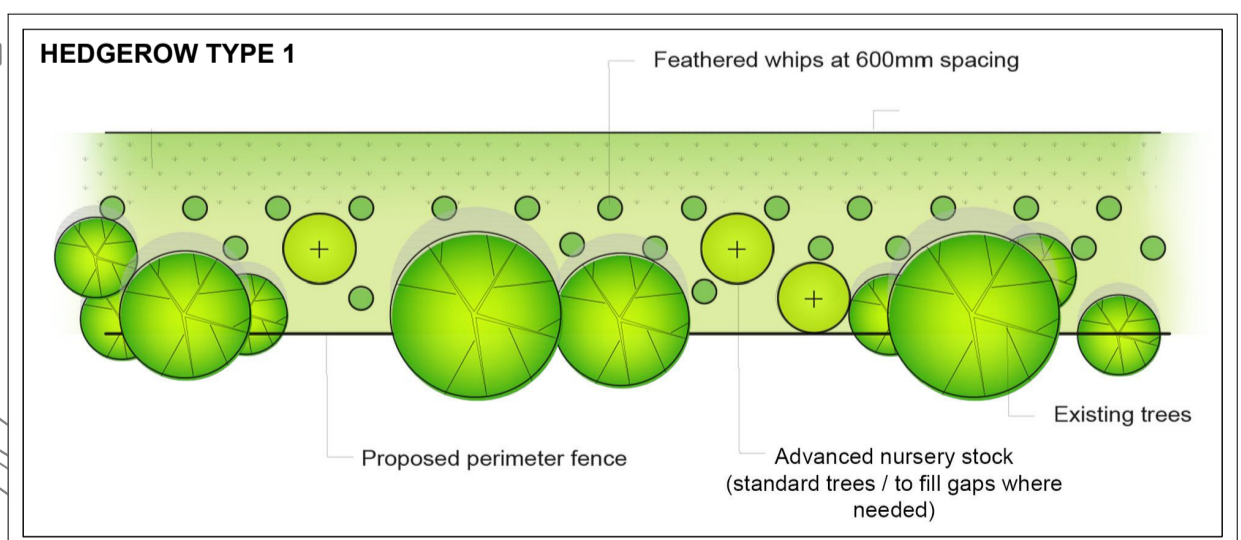 HEDGEROW TYPE 1
Feathered whips at 600mm spacing
Existing trees
Proposed perimeter fence
Advanced nursery stock
(standard trees / to fill gaps where
needed)